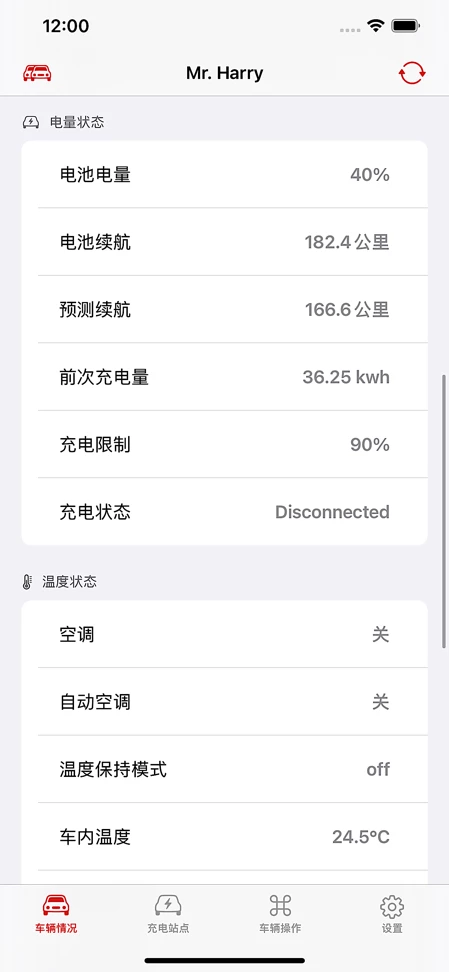 12:00
Mr. Harry
电量状态
电池电量 40%
电池续航 182.4公里
预测续航 166.6公里
前次充电量 36.25 kwh
充电限制 90%
充电状态 Disconnected
温度状态
空调 关
自动空调 关
温度保持模式 off
车内温度 24.5°C
车辆情况 充电站点 车辆操作 设置